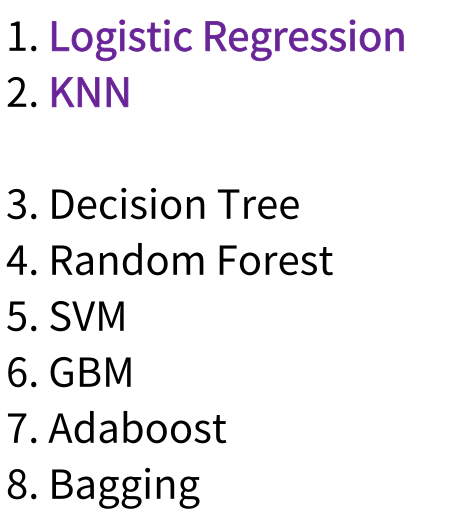 1. Logistic Regression
2. KNN
3. Decision Tree
4. Random Forest
5. SVM
6. GBM
7. Adaboost
8. Bagging